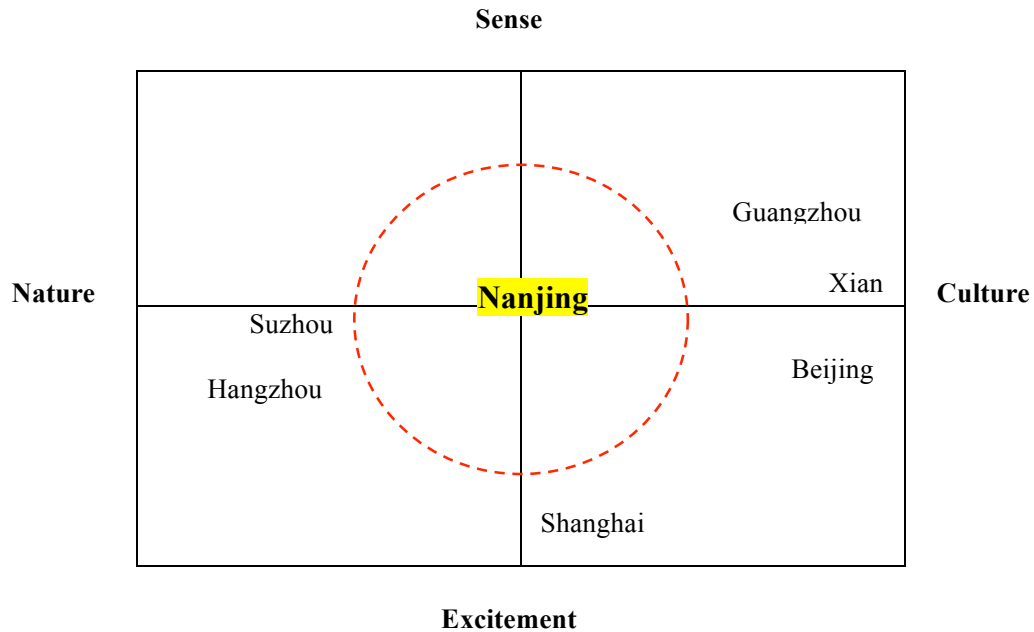 Sense
Guangzhou
Xian
Nature
Nanjing
Culture
Suzhou
Beijing
Hangzhou
Shanghai
Excitement